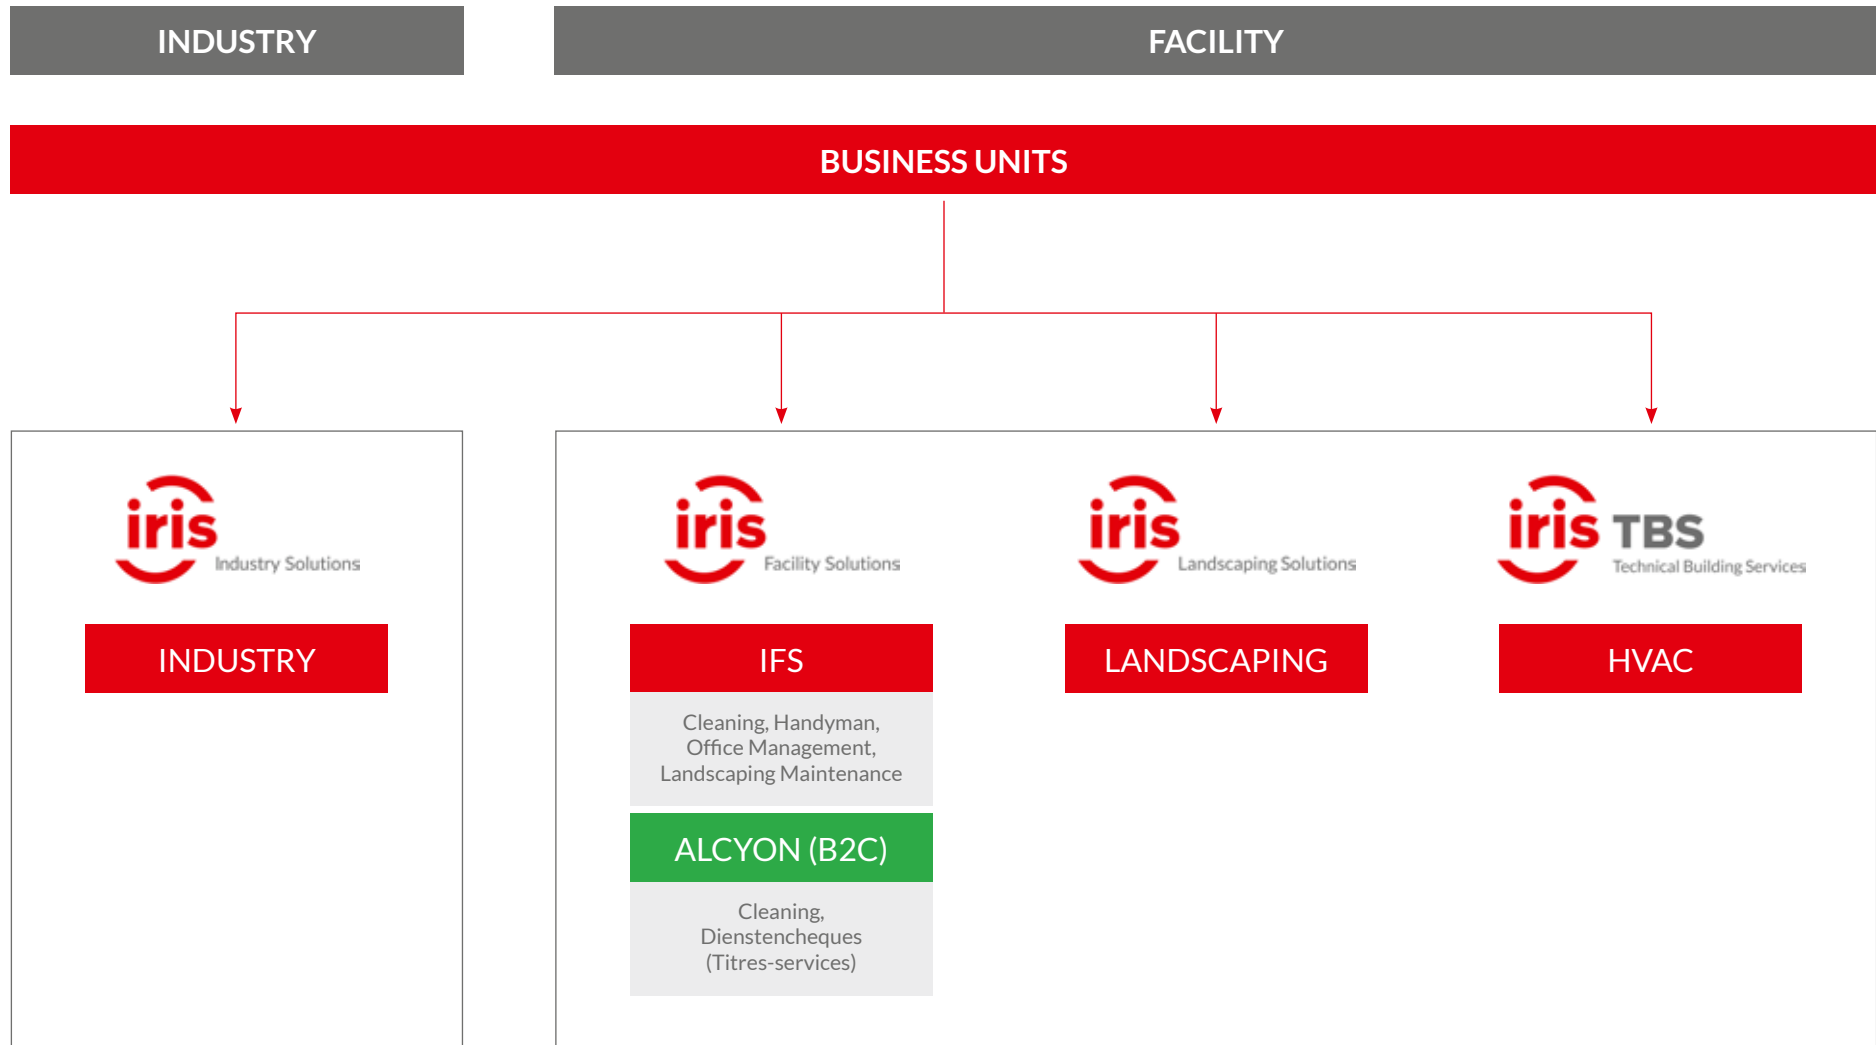 INDUSTRY
FACILITY
BUSINESS UNITS
iris
Industry Solutions
INDUSTRY
iris
Facility Solutions
IFS
Cleaning, Handyman,
Office Management,
Landscaping Maintenance
ALCYON (B2C)
Cleaning,
Dienstencheques
(Titres-services)
iris
Landscaping Solutions
LANDSCAPING
iris TBS
Technical Building Services
HVAC